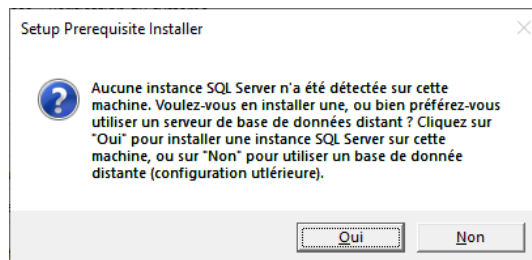 Setup Prerequisite Installer
Aucune instance SQL Server n'a été détectée sur cette
machine. Voulez-vous en installer une, ou bien préférez-vous
utiliser un serveur de base de données distant ? Cliquez sur
"Oui" pour installer une instance SQL Server sur cette
machine, ou sur "Non" pour utiliser un base de donnée
distante (configuration utlérieure).
Oui
Non